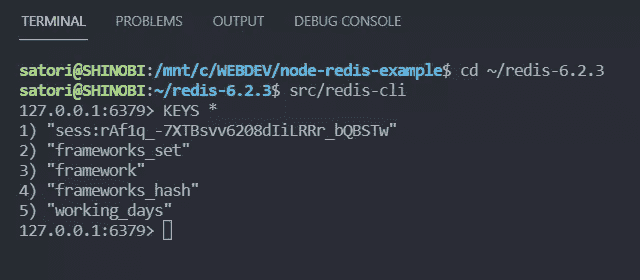 TERMINAL PROBLEMS OUTPUT DEBUG CONSOLE
satori@SHINOBI:/mnt/c/WEBDEV/node-redis-example$ cd ~/redis-6.2.3
satori@SHINOBI:~/redis-6.2.3$ src/redis-cli
127.0.0.1:6379> KEYS *
1) "sess:rAf1q_-7XTBsvv6208dIiLRRr_bQBSTw"
2) "frameworks_set"
3) "framework"
4) "frameworks_hash"
5) "working_days"
127.0.0.1:6379>